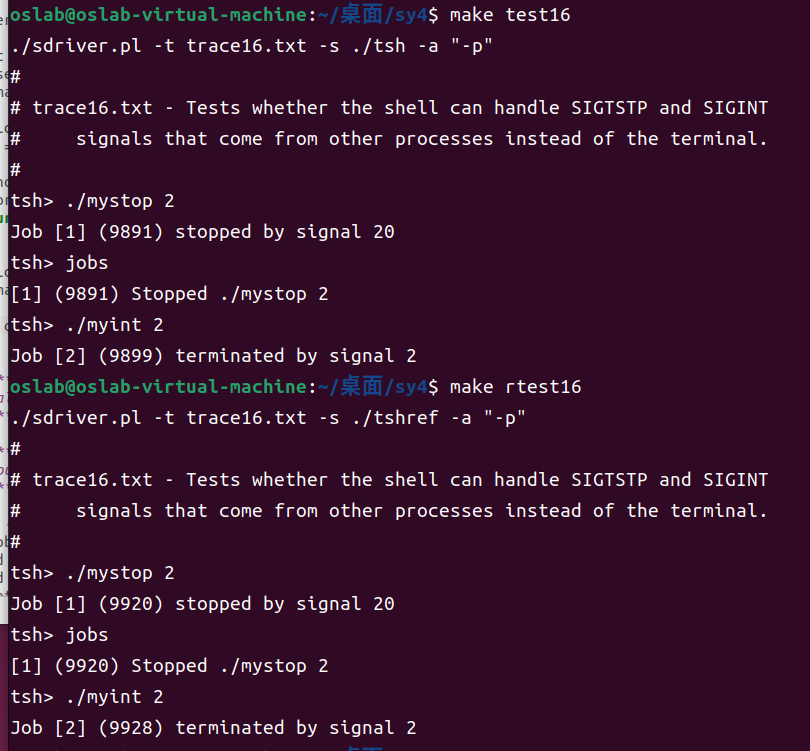 oslab@oslab-virtual-machine:~/桌面/sy4$ make test16
./sdriver.pl -t trace16.txt -s ./tsh -a "-p"
#
# trace16.txt - Tests whether the shell can handle SIGTSTP and SIGINT
#     signals that come from other processes instead of the terminal.
#
tsh> ./mystop 2
Job [1] (9891) stopped by signal 20
tsh> jobs
[1] (9891) Stopped ./mystop 2
tsh> ./myint 2
Job [2] (9899) terminated by signal 2
oslab@oslab-virtual-machine:~/桌面/sy4$ make rtest16
./sdriver.pl -t trace16.txt -s ./tshref -a "-p"
#
# trace16.txt - Tests whether the shell can handle SIGTSTP and SIGINT
#     signals that come from other processes instead of the terminal.
#
tsh> ./mystop 2
Job [1] (9920) stopped by signal 20
tsh> jobs
[1] (9920) Stopped ./mystop 2
tsh> ./myint 2
Job [2] (9928) terminated by signal 2